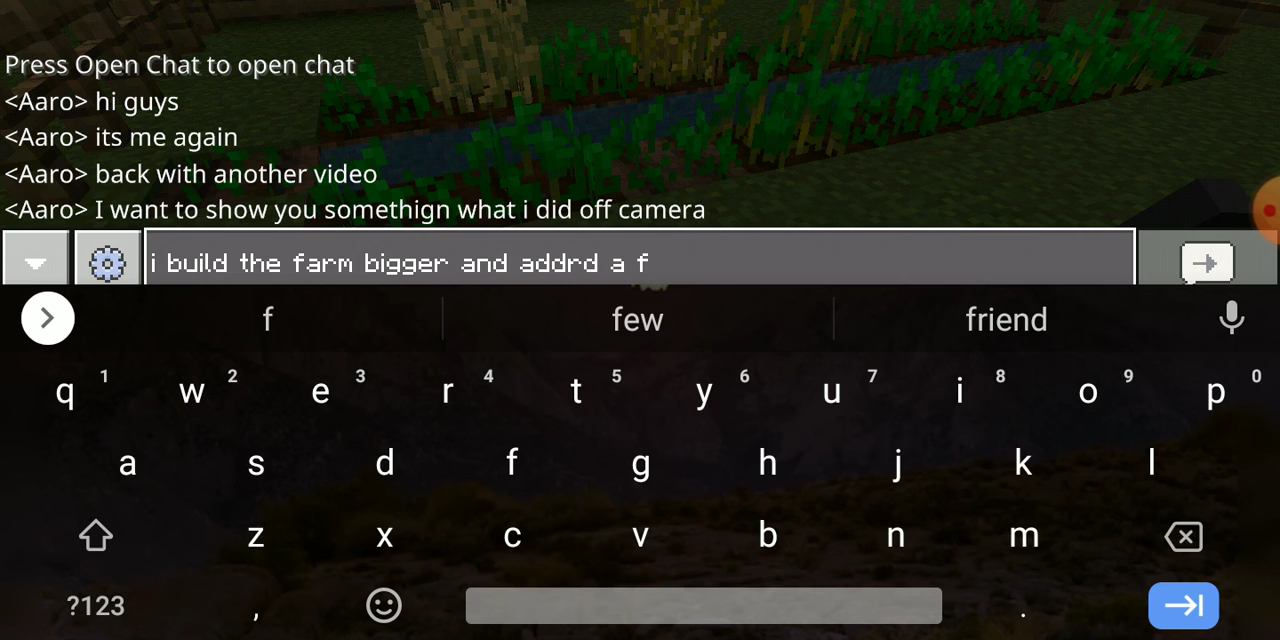 Press Open Chat to open chat
<Aaro> hi guys
<Aaro> its me again
<Aaro> back with another video
<Aaro> I want to show you somethign what i did off camera
i build the farm bigger and addrd a f
f few friend
q 1 w 2 e 3 r 4 t 5 y 6 u 7 i 8 o 9 p 0
a s d f g h j k l
z x c v b n m
?123 , .